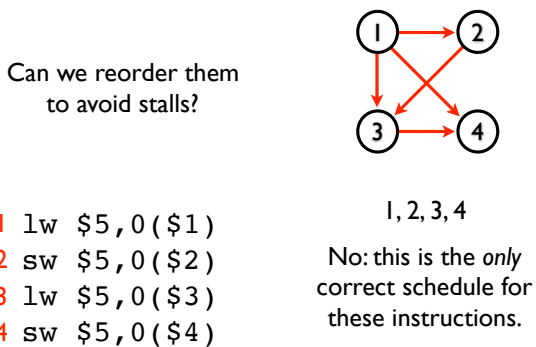 Can we reorder them
to avoid stalls?
1 2
3 4
1 lw $5,0($1)
2 sw $5,0($2)
3 lw $5,0($3)
4 sw $5,0($4)
1, 2, 3, 4
No: this is the only
correct schedule for
these instructions.